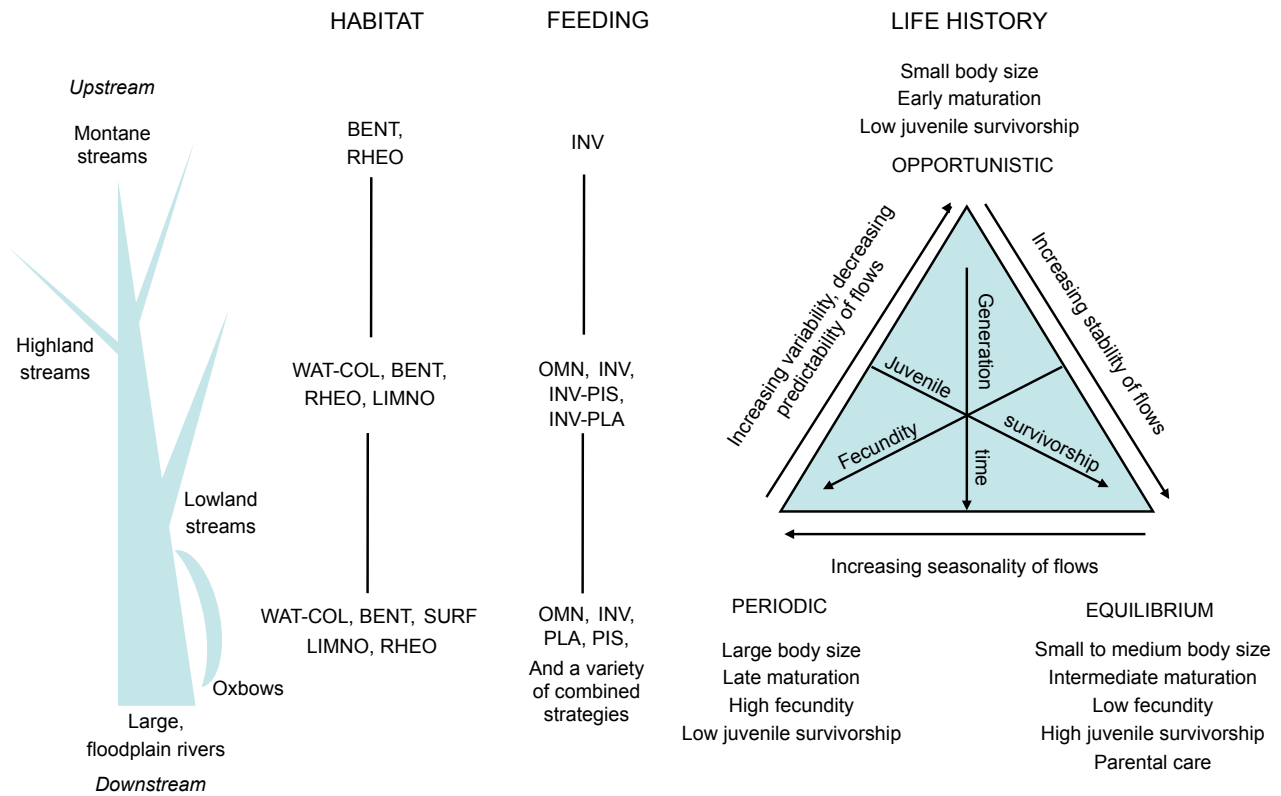 HABITAT
FEEDING
LIFE HISTORY
Upstream
Montane
streams
Highland
streams
Lowland
streams
Oxbows
Large,
floodplain rivers
Downstream
BENT,
RHEO
WAT-COL, BENT,
RHEO, LIMNO
WAT-COL, BENT, SURF
LIMNO, RHEO
INV
OMN, INV,
INV-PIS,
INV-PLA
OMN, INV,
PLA, PIS,
And a variety
of combined
strategies
Small body size
Early maturation
Low juvenile survivorship
OPPORTUNISTIC
Increasing variability, decreasing
predictability of flows
Increasing stability of flows
Generation
time
Juvenile
survivorship
Fecundity
Increasing seasonality of flows
PERIODIC
Large body size
Late maturation
High fecundity
Low juvenile survivorship
EQUILIBRIUM
Small to medium body size
Intermediate maturation
Low fecundity
High juvenile survivorship
Parental care